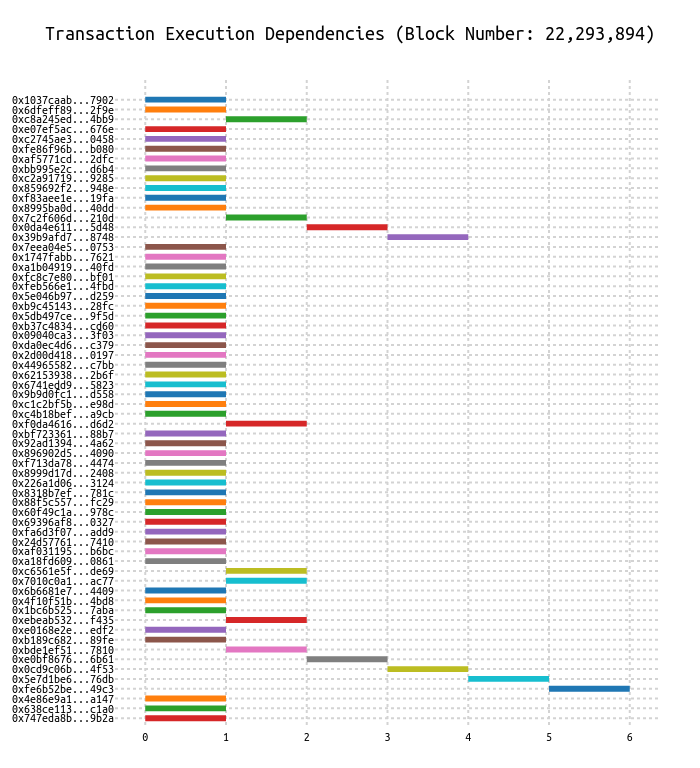 Transaction Execution Dependencies (Block Number: 22,293,894)
0x1037caab...7902
0x6dfeff89...2f9e
0xc8a245ed...4bb9
0xe07ef5ac...676e
0xc2745ae3...0458
0xfe86f96b...b080
0xaf5771cd...2dfc
0xbb995e2c...d6b4
0xc2a91719...9285
0x859692f2...948e
0xf83aee1e...19fa
0x8995ba0d...40dd
0x7c2f606d...210d
0x0da4e611...5d48
0x39b9afd7...8748
0x7eea04e5...0753
0x1747fabb...7621
0xa1b04919...40fd
0xfc8c7e80...bf01
0xfeb566e1...4fbd
0x5e046b97...d259
0xb9c45143...28fc
0x5db497ce...9f5d
0xb37c4834...cd60
0x09040ca3...3f03
0xda0ec4d6...c379
0x2d00d418...0197
0x44965582...c7bb
0x62153938...2b6f
0x6741edd9...5823
0x9b9d0fc1...d558
0xc1c2bf5b...e98d
0xc4b18bef...a9cb
0xf0da4616...d6d2
0xbf723361...88b7
0x92ad1394...4a62
0x896902d5...4090
0xf713da78...4474
0x8999d17d...2408
0x226a1d06...3124
0x8318b7ef...781c
0x88f5c557...fc29
0x60f49c1a...978c
0x69396af8...0327
0xfa6d3f07...add9
0x24d57761...7410
0xaf031195...b6bc
0xa18fd609...0861
0xc6561e5f...de69
0x7010c0a1...ac77
0x6b6681e7...4409
0x4f10f51b...4bd8
0x1bc6b525...7aba
0xebeab532...f435
0xe0168e2e...edf2
0xb189c682...89fe
0xbde1ef51...7810
0xe0bf8676...6b61
0x0cd9c06b...4f53
0x5e7d1be6...76db
0xfe6b52be...49c3
0x4e86e9a1...a147
0x638ce113...c1a0
0x747eda8b...9b2a
0 1 2 3 4 5 6